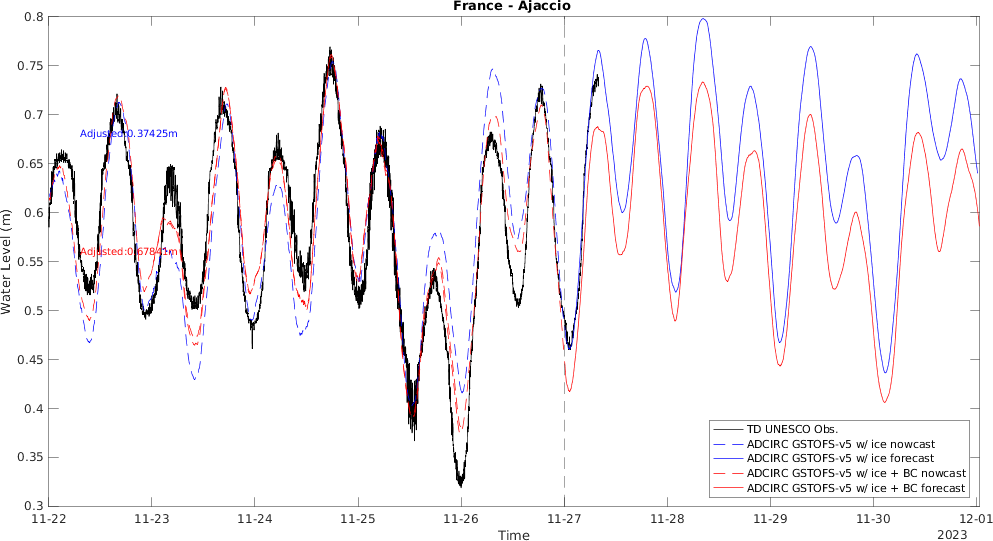 France - Ajaccio
0.8
0.75
0.7
0.65
0.6
0.55
0.5
0.45
0.4
0.35
0.3
Water Level (m)
Adjusted:0.37425m
TD UNESCO Obs.
ADCIRC GSTOFS-v5 w/ ice nowcast
ADCIRC GSTOFS-v5 w/ ice forecast
ADCIRC GSTOFS-v5 w/ ice + BC nowcast
ADCIRC GSTOFS-v5 w/ ice + BC forecast
11-22 11-23 11-24 11-25 11-26 11-27 11-28 11-29 11-30 12-01
Time
2023